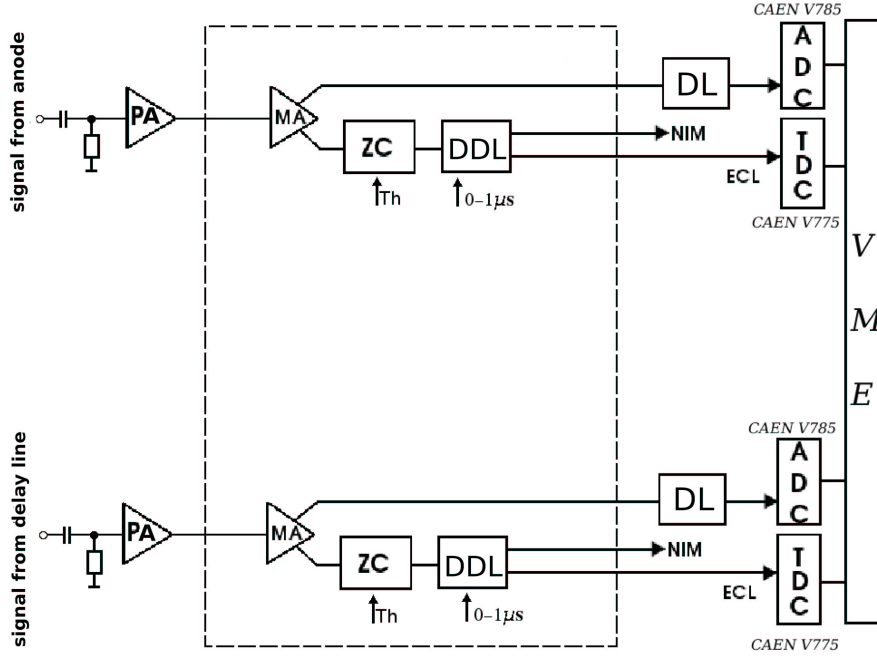 CAEN V785
signal from anode
PA
MA
DL
A
D
C
ZC
DDL
NIM
ECL
T
D
C
Th
0–1μs
CAEN V775
V
M
E
CAEN V785
signal from delay line
PA
MA
DL
A
D
C
ZC
DDL
NIM
ECL
T
D
C
Th
0–1μs
CAEN V775